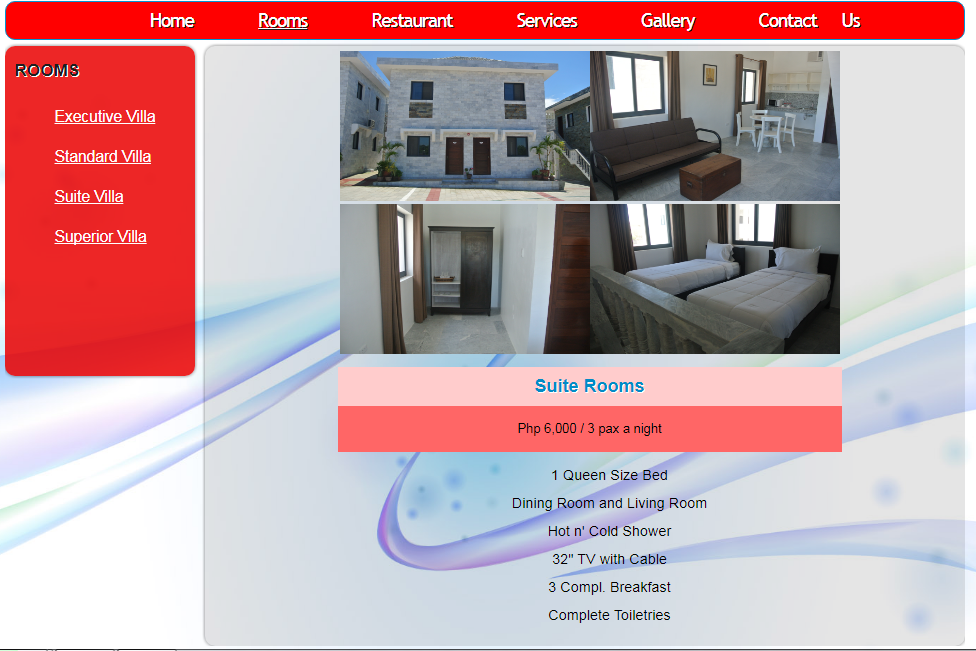 Home Rooms Restaurant Services Gallery Contact Us
ROOMS
Executive Villa
Standard Villa
Suite Villa
Superior Villa
Suite Rooms
Php 6,000 / 3 pax a night
1 Queen Size Bed
Dining Room and Living Room
Hot n' Cold Shower
32" TV with Cable
3 Compl. Breakfast
Complete Toiletries